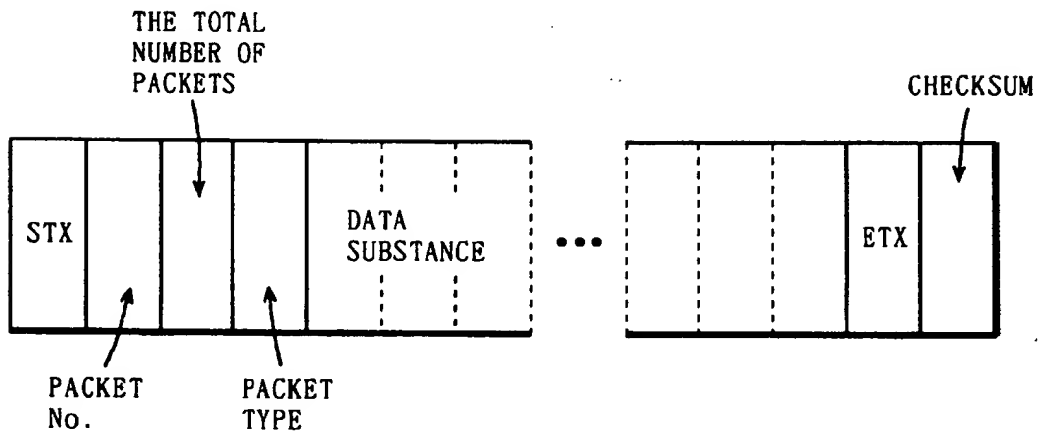 THE TOTAL
NUMBER OF
PACKETS
CHECKSUM
STX
DATA
SUBSTANCE
ETX
PACKET
No.
PACKET
TYPE